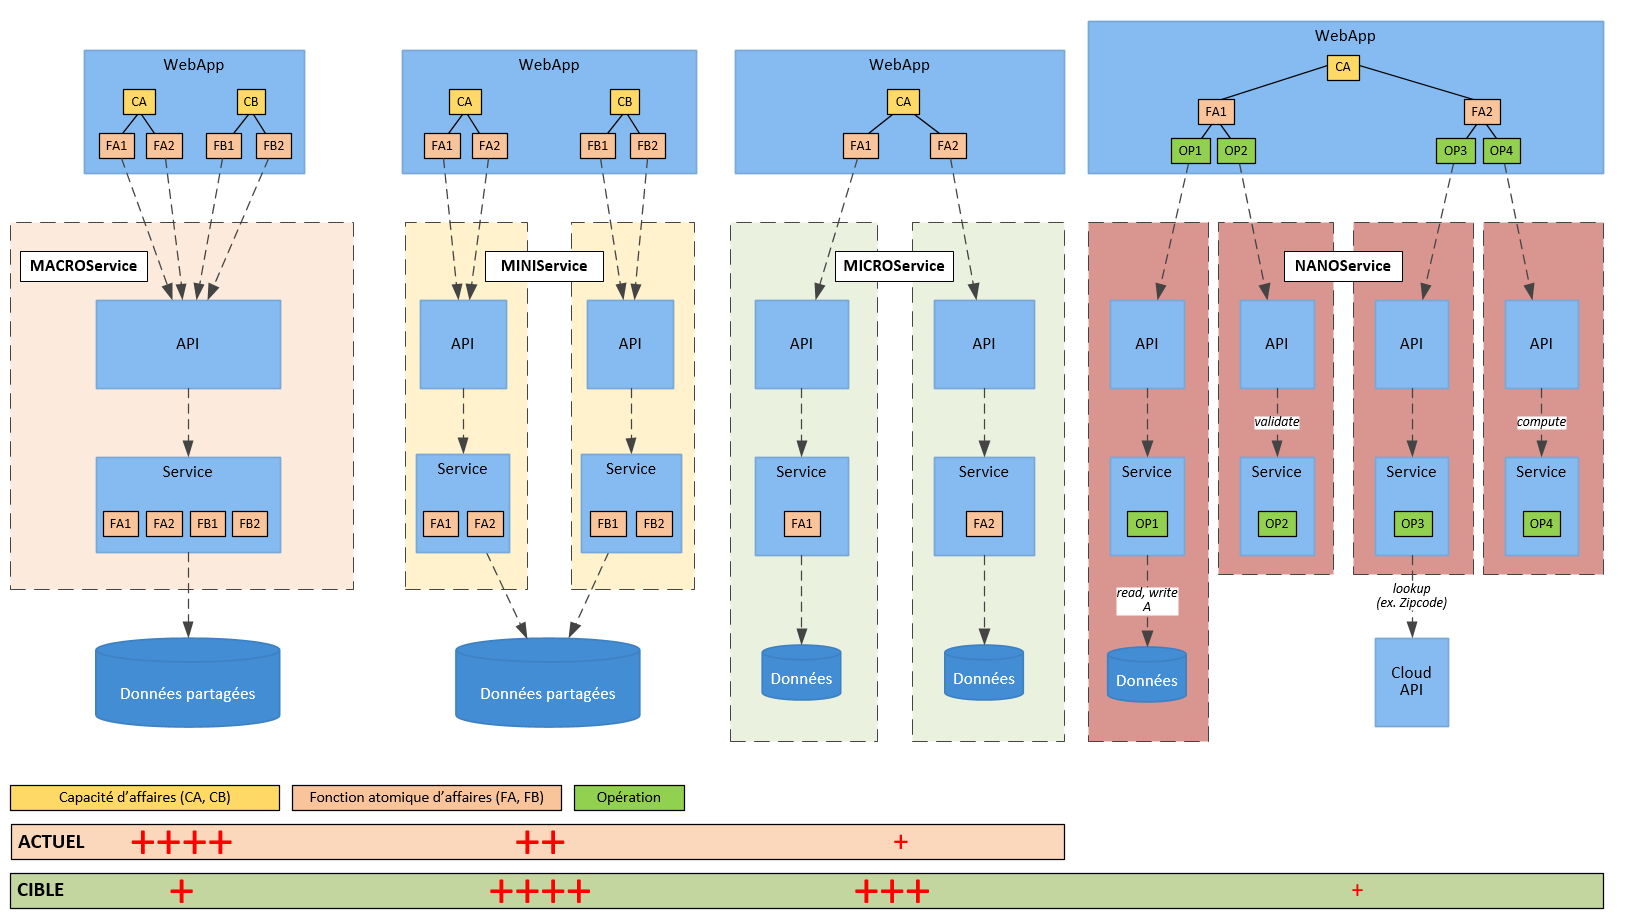 WebApp
CA
CB
FA1
FA2
FB1
FB2
MACROService
API
Service
FA1
FA2
FB1
FB2
Données partagées
WebApp
CA
CB
FA1
FA2
FB1
FB2
MINIService
API
API
Service
Service
FA1
FA2
FB1
FB2
Données partagées
WebApp
CA
FA1
FA2
MICROService
API
API
Service
Service
FA1
FA2
Données
Données
WebApp
CA
FA1
FA2
OP1
OP2
OP3
OP4
NANOService
API
API
API
API
validate
compute
Service
Service
Service
Service
OP1
OP2
OP3
OP4
read, write
A
lookup
(ex. Zipcode)
Données
Cloud
API
Capacité d’affaires (CA, CB)
Fonction atomique d’affaires (FA, FB)
Opération
ACTUEL ++++ ++ +
CIBLE + ++++ +++ +